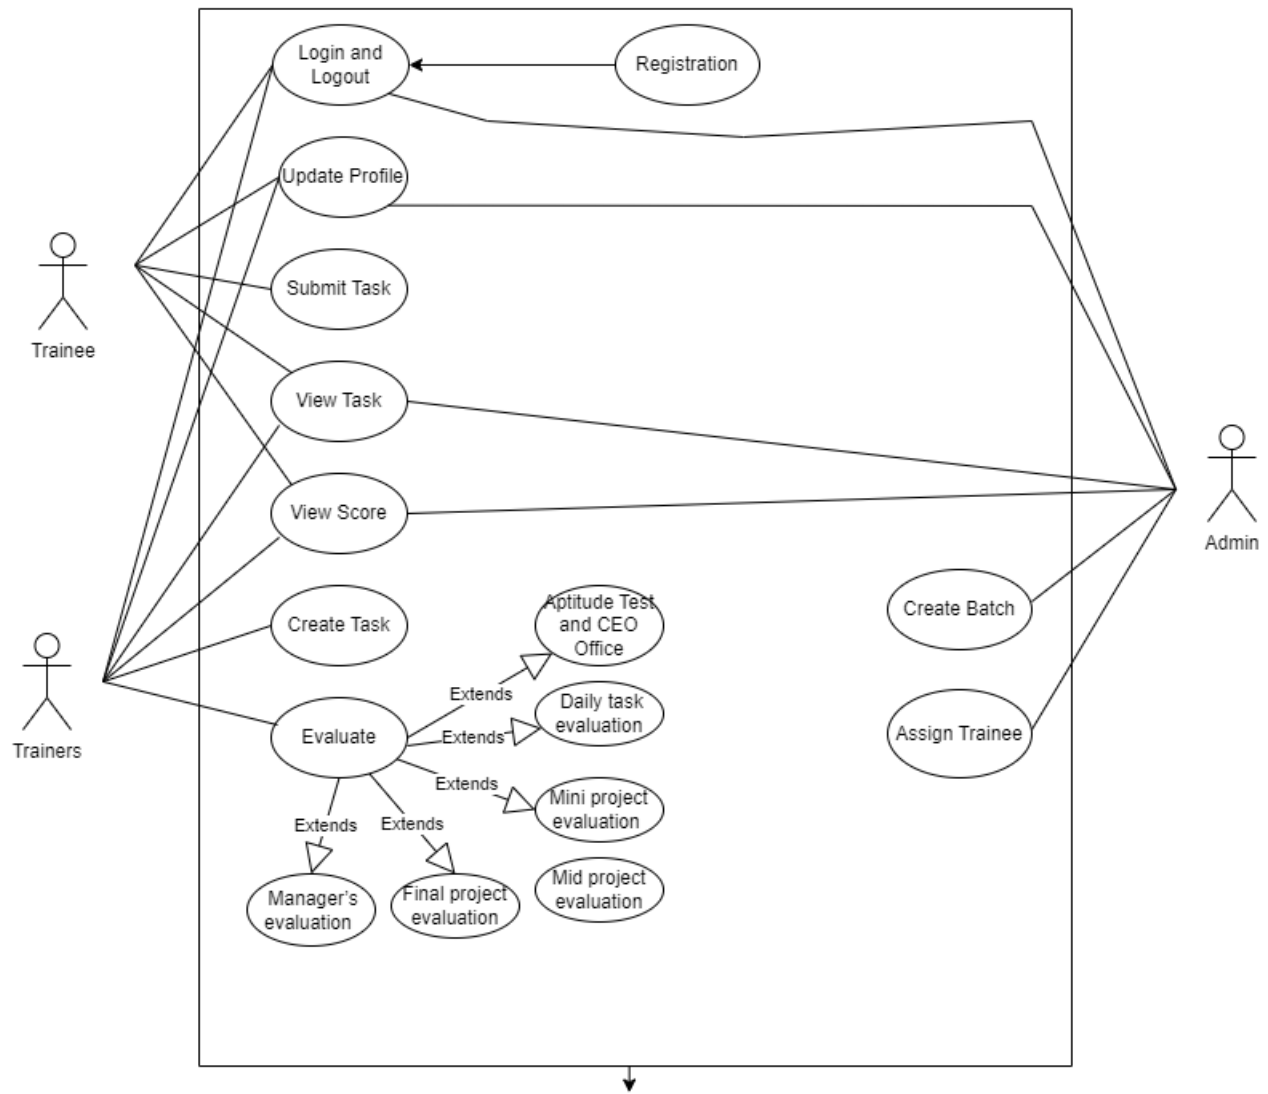 Login and
Logout
Registration
Update Profile
Submit Task
Trainee
View Task
View Score
Admin
Create Task
Aptitude Test
and CEO
Office
Create Batch
Extends
Daily task
evaluation
Extends
Evaluate
Assign Trainee
Trainers
Extends
Mini project
evaluation
Extends
Extends
Mid project
evaluation
Manager's
evaluation
Final project
evaluation